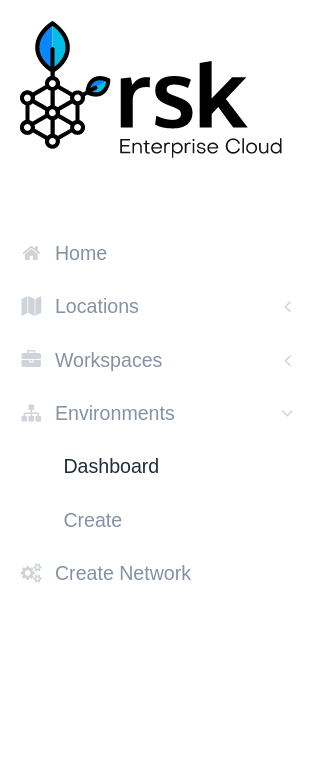 rsk
Enterprise Cloud
Home
Locations
Workspaces
Environments
Dashboard
Create
Create Network